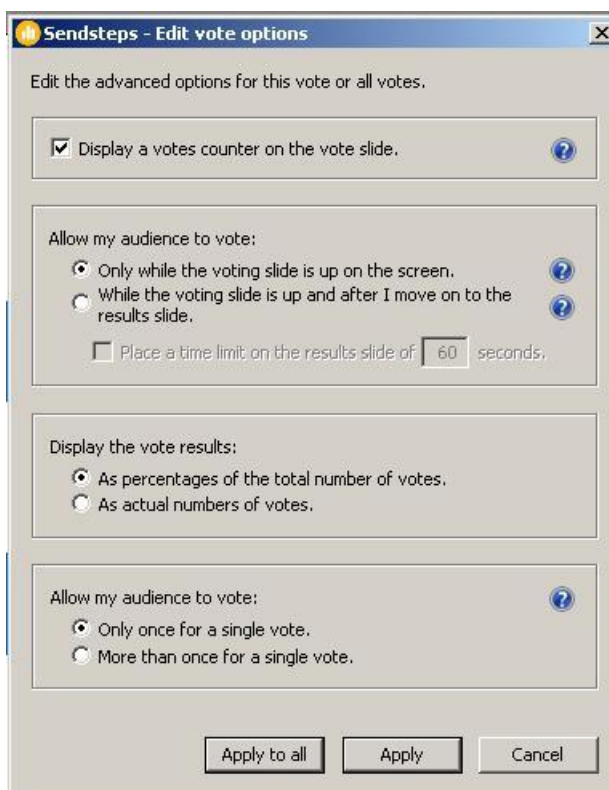 Sendsteps - Edit vote options
Edit the advanced options for this vote or all votes.
Display a votes counter on the vote slide.
Allow my audience to vote:
Only while the voting slide is up on the screen.
While the voting slide is up and after I move on to the
results slide.
Place a time limit on the results slide of 60 seconds.
Display the vote results:
As percentages of the total number of votes.
As actual numbers of votes.
Allow my audience to vote:
Only once for a single vote.
More than once for a single vote.
Apply to all Apply Cancel